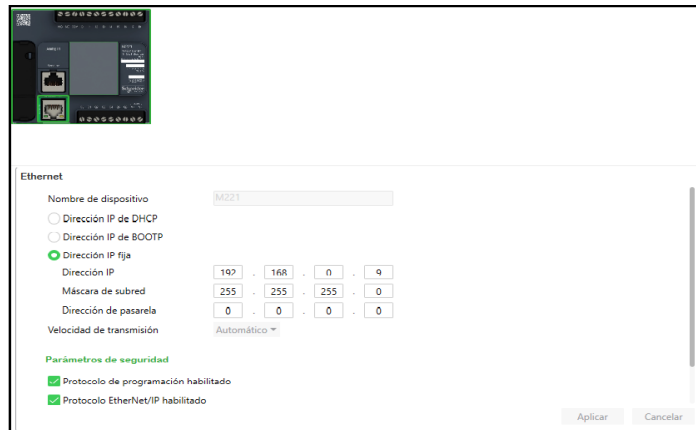 Ethernet
Nombre de dispositivo M221
Dirección IP de DHCP
Dirección IP de BOOTP
Dirección IP fija
Dirección IP 192 . 168 . 0 . 9
Máscara de subred 255 . 255 . 255 . 0
Dirección de pasarela 0 . 0 . 0 . 0
Velocidad de transmisión Automático
Parámetros de seguridad
Protocolo de programación habilitado
Protocolo EtherNet/IP habilitado
Aplicar Cancelar